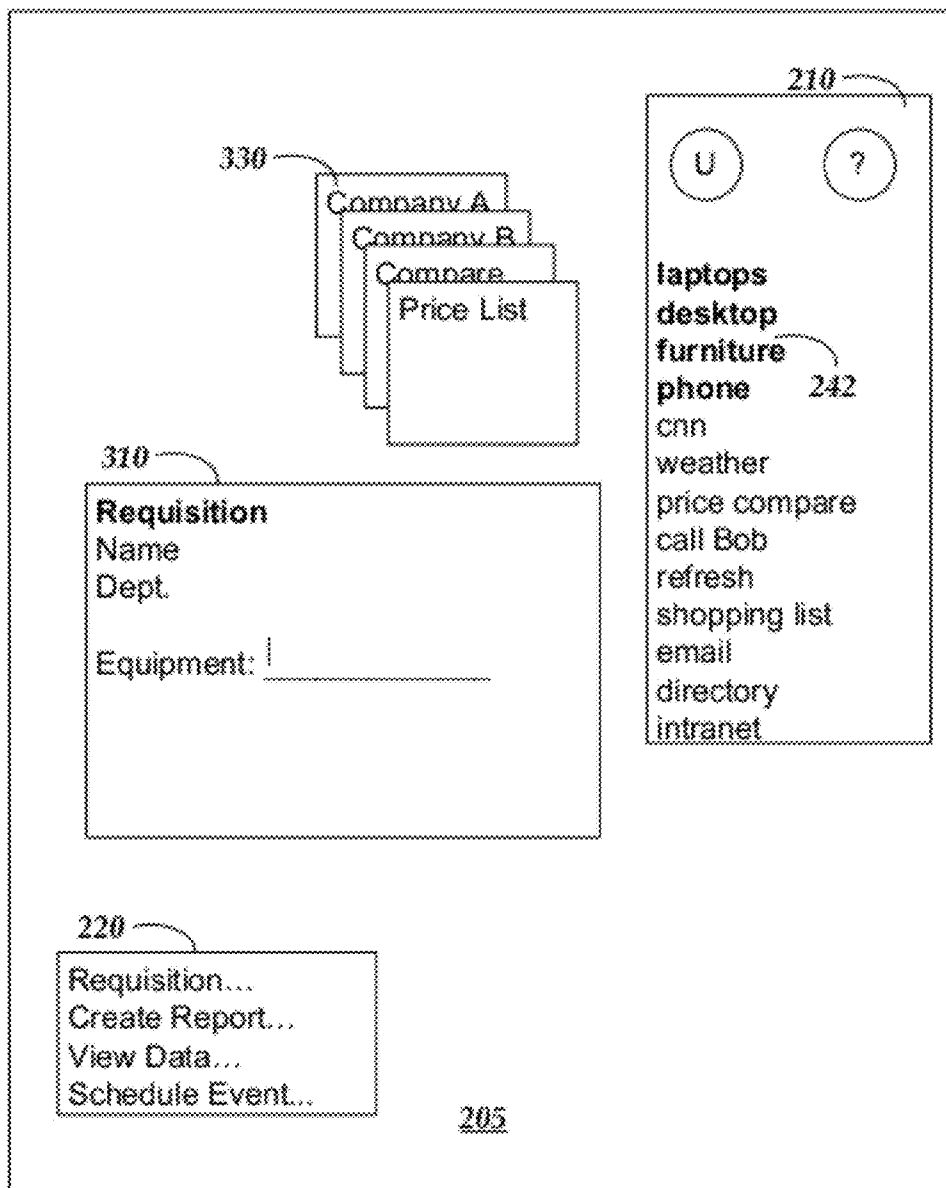 210
U ?
330
Company A
Company B
Compare
Price List
laptops
desktop
furniture
phone 242
cnn
weather
price compare
call Bob
refresh
shopping list
email
directory
intranet
310
Requisition
Name
Dept.
Equipment:
220
Requisition...
Create Report...
View Data...
Schedule Event...
205